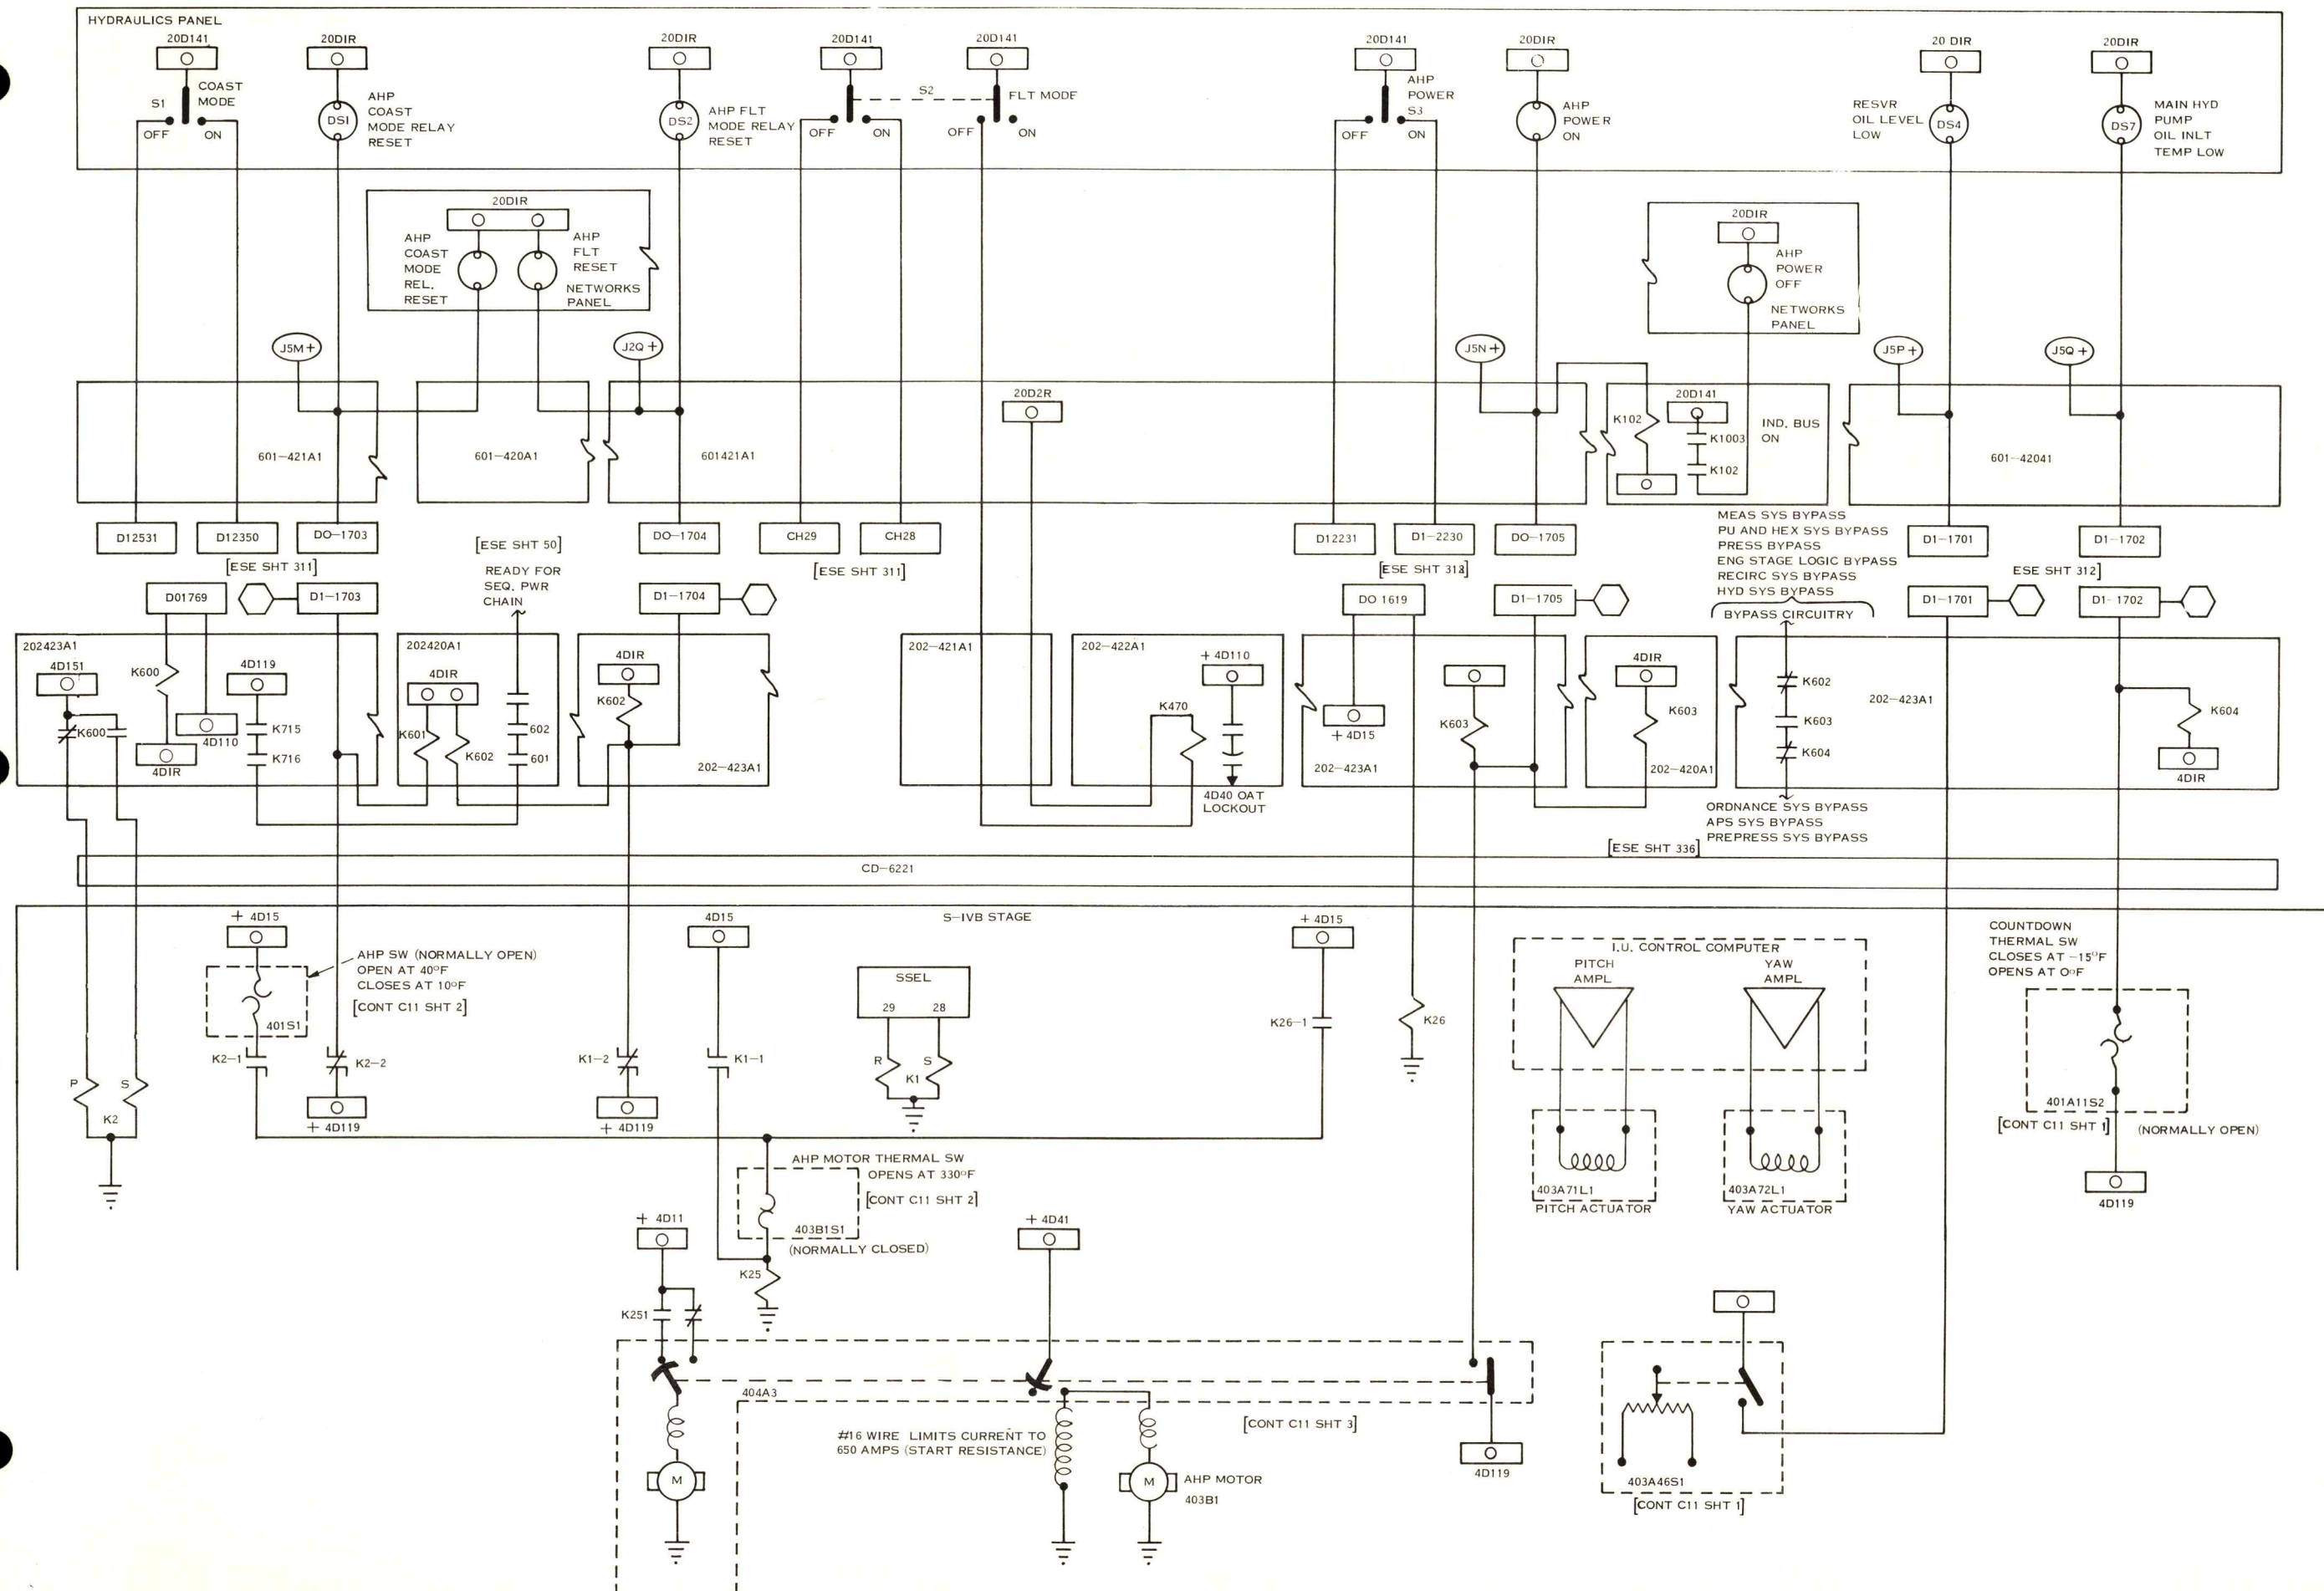 HYDRAULICS PANEL
20D141
20DIR
20DIR
20D141
20D141
20D141
20DIR
20 DIR
20DIR
S1
COAST
MODE
OFF
ON
DS1
AHP
COAST
MODE RELAY
RESET
DS2
AHP FLT
MODE RELAY
RESET
OFF
ON
S2
FLT MODE
OFF
ON
AHP
POWER
S3
OFF
ON
AHP
POWER
ON
RESVR
OIL LEVEL
LOW
DS4
DS7
MAIN HYD
PUMP
OIL INLT
TEMP LOW
20DIR
AHP
COAST
MODE
REL.
RESET
AHP
FLT
RESET
NETWORKS
PANEL
20DIR
AHP
POWER
OFF
NETWORKS
PANEL
J5M+
J2Q+
J5N+
J5P+
J5Q+
601-421A1
601-420A1
601421A1
20D2R
K102
20D141
K1003
K102
IND. BUS
ON
601-42041
D12531
D12350
DO-1703
[ESE SHT 311]
[ESE SHT 50]
DO-1704
CH29
CH28
[ESE SHT 311]
D12231
D1-2230
DO-1705
[ESE SHT 318]
MEAS SYS BYPASS
PU AND HEX SYS BYPASS
PRESS BYPASS
ENG STAGE LOGIC BYPASS
RECIRC SYS BYPASS
HYD SYS BYPASS
BYPASS CIRCUITRY
D1-1701
D1-1702
ESE SHT 312]
D01769
D1-1703
READY FOR
SEQ. PWR
CHAIN
D1-1704
DO 1619
D1-1705
D1-1701
D1-1702
202423A1
4D151
K600
K600
4D110
4DIR
4D119
K715
K716
202420A1
4DIR
K601
K602
602
601
4DIR
K602
202-423A1
202-421A1
202-422A1
K470
+ 4D110
4D40 OAT
LOCKOUT
+ 4D15
202-423A1
K603
4DIR
K603
202-420A1
K602
K603
K604
202-423A1
K604
4DIR
ORDNANCE SYS BYPASS
APS SYS BYPASS
PREPRESS SYS BYPASS
[ESE SHT 336]
CD-6221
S-IVB STAGE
+ 4D15
AHP SW (NORMALLY OPEN)
OPEN AT 40°F
CLOSES AT 10°F
[CONT C11 SHT 2]
401S1
K2-1
K2-2
+ 4D119
K1-2
+ 4D119
4D15
K1-1
SSEL
29
28
R
S
K1
+ 4D15
K26-1
K26
I.U. CONTROL COMPUTER
PITCH
AMPL
YAW
AMPL
403A71L1
PITCH ACTUATOR
403A72L1
YAW ACTUATOR
COUNTDOWN
THERMAL SW
CLOSES AT -15°F
OPENS AT 0°F
401A11S2
[CONT C11 SHT 1]
(NORMALLY OPEN)
4D119
P
S
K2
AHP MOTOR THERMAL SW
OPENS AT 330°F
[CONT C11 SHT 2]
403B1S1
(NORMALLY CLOSED)
K25
+ 4D11
K251
+ 4D41
404A3
[CONT C11 SHT 3]
#16 WIRE LIMITS CURRENT TO
650 AMPS (START RESISTANCE)
M
M
AHP MOTOR
403B1
4D119
403A46S1
[CONT C11 SHT 1]